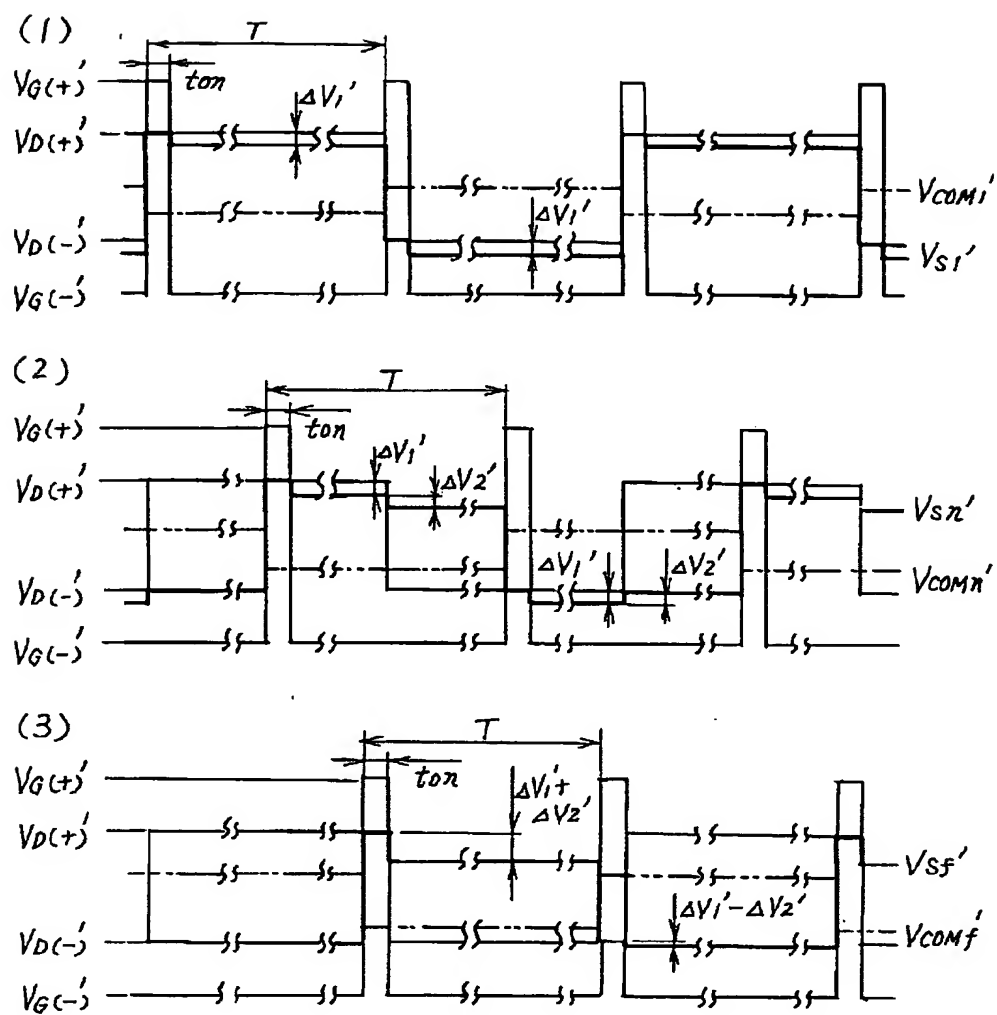 (1)
T
VG(+)'
ton
ΔV1'
VD(+)'
VCOM1'
ΔV1'
VD(-)'
VS1'
VG(-)'
(2)
T
VG(+)'
ton
ΔV1'
VD(+)'
ΔV2'
VSn'
ΔV1'
ΔV2'
VD(-)'
VCOMn'
VG(-)'
(3)
T
VG(+)'
ton
ΔV1'+
ΔV2'
VD(+)'
VSf'
ΔV1'-ΔV2'
VD(-)'
VCOMf'
VG(-)'